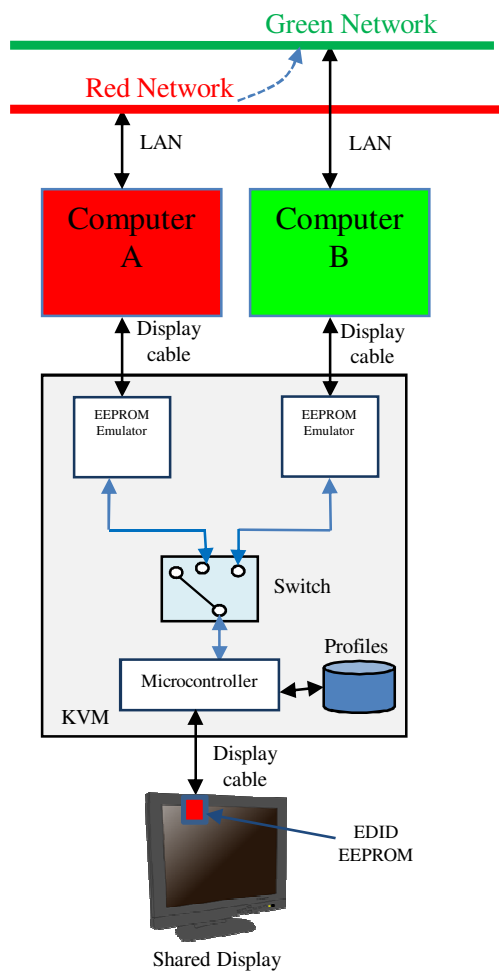 Green Network
Red Network
LAN
LAN
Computer
A
Computer
B
Display
cable
Display
cable
EEPROM
Emulator
EEPROM
Emulator
Switch
Profiles
Microcontroller
KVM
Display
cable
EDID
EEPROM
Shared Display